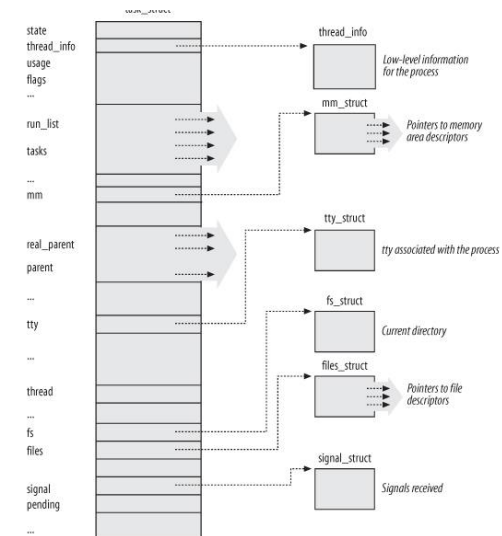 task_struct
state
thread_info
usage
flags
...
run_list
tasks
...
mm
real_parent
parent
...
tty
...
thread
...
fs
files
signal
pending
...
thread_info
Low-level information
for the process
mm_struct
Pointers to memory
area descriptors
tty_struct
tty associated with the process
fs_struct
Current directory
files_struct
Pointers to file
descriptors
signal_struct
Signals received